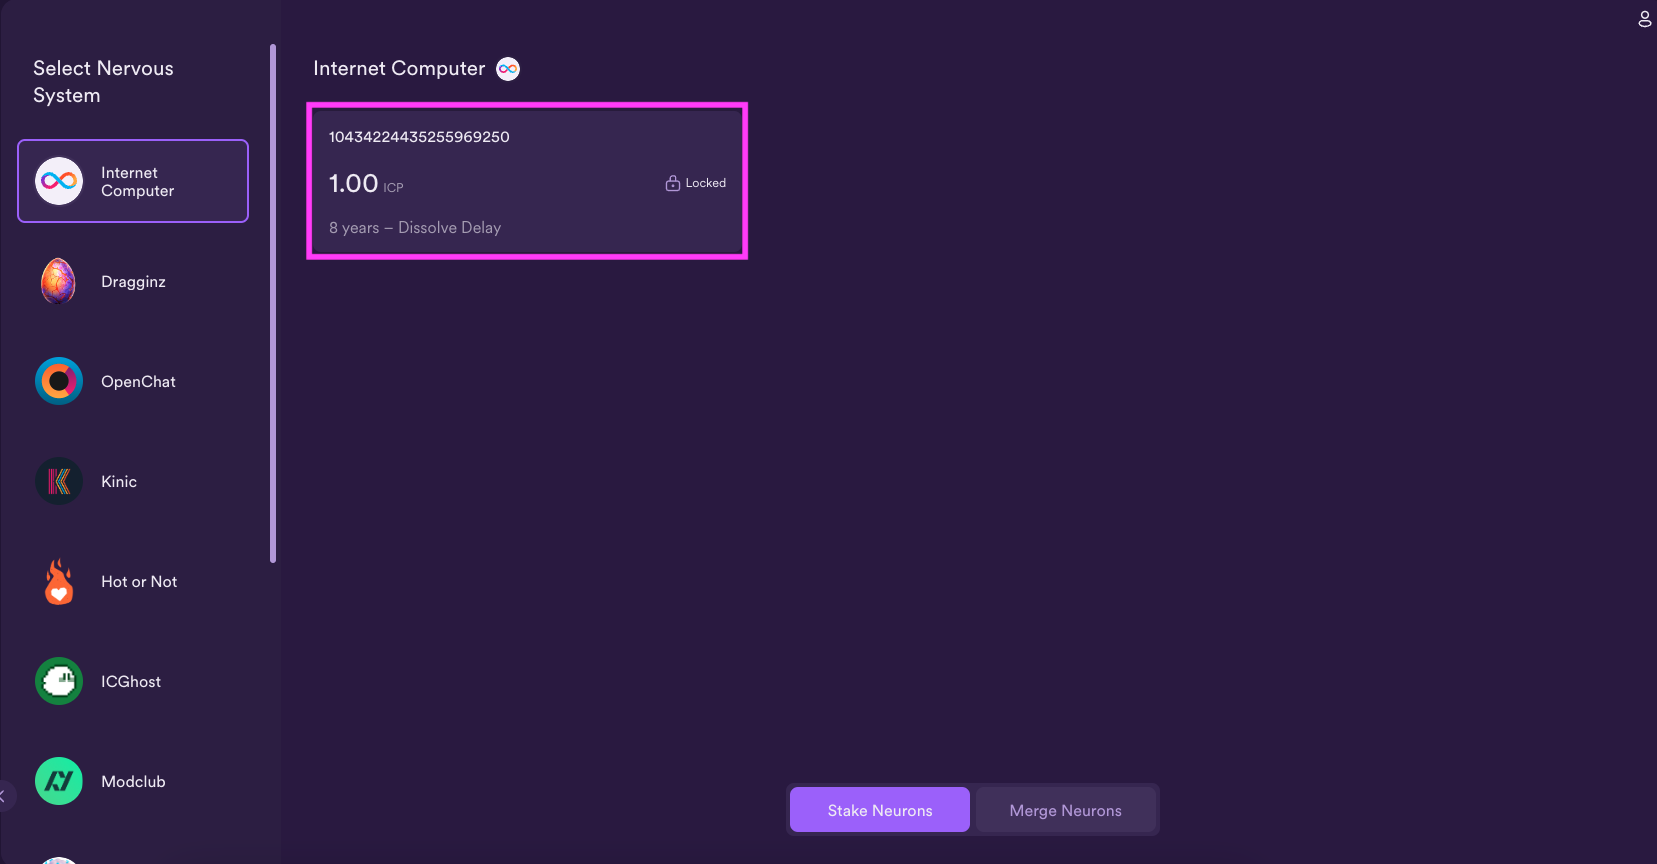 Select Nervous
System
Internet
Computer
Dragginz
OpenChat
Kinic
Hot or Not
ICGhost
Modclub
Internet Computer
10434224435255969250
1.00 ICP
Locked
8 years – Dissolve Delay
Stake Neurons
Merge Neurons